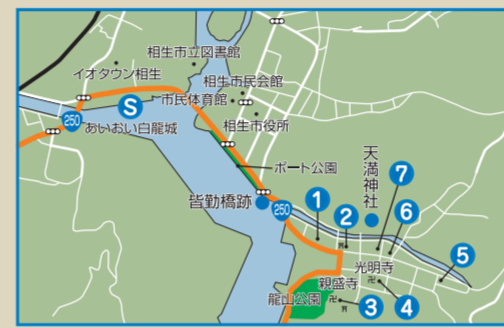 相生市立図書館
イオタウン相生
相生市民会館
S
市民体育館
250
あいおい白龍城
相生市役所
ポート公園
天満神社
7
皆勤橋跡
250
1
2
6
光明寺
5
親盛寺
龍山公園
3
4